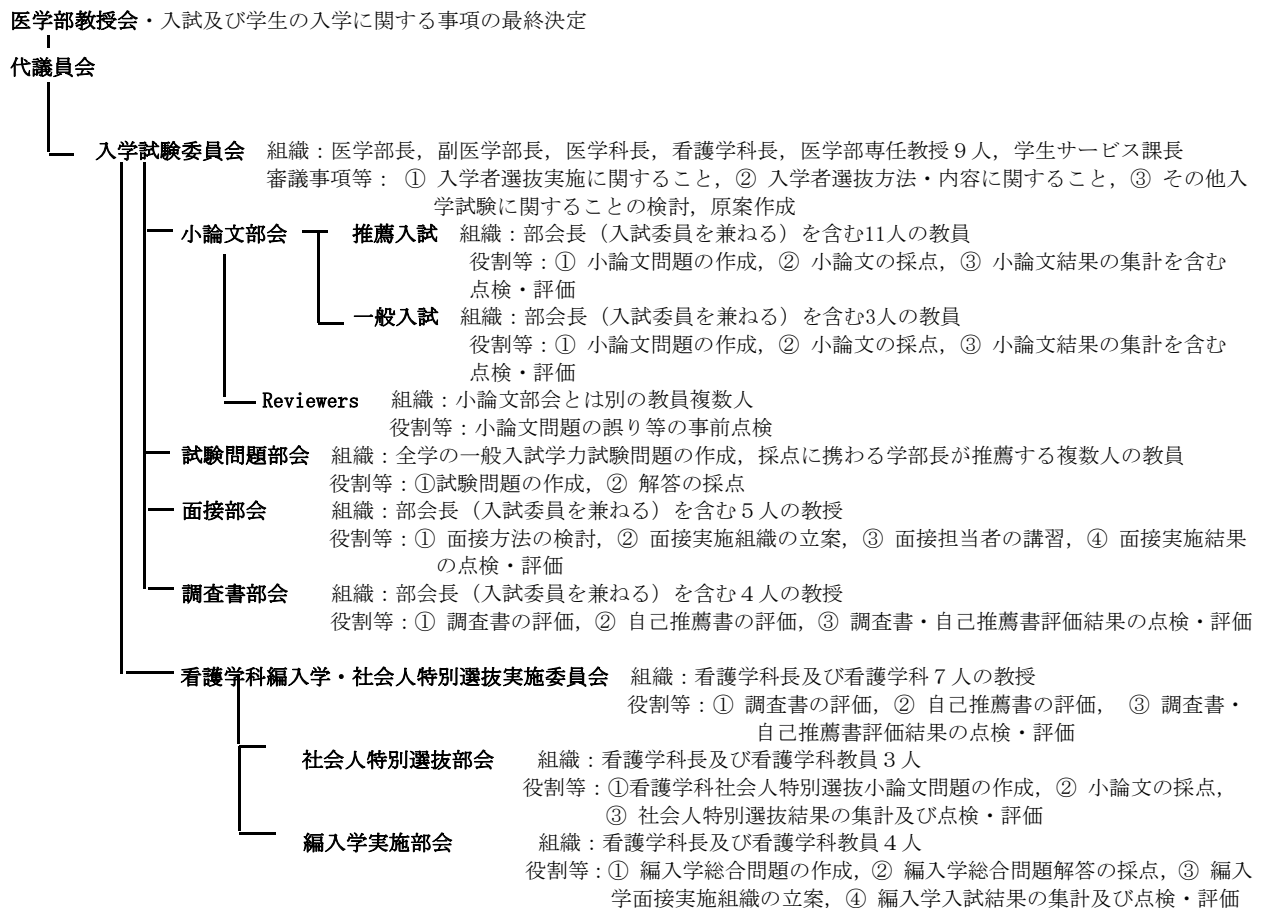 医学部教授会・入試及び学生の入学に関する事項の最終決定
代議員会
入学試験委員会 組織：医学部長，副医学部長，医学科長，看護学科長，医学部専任教授９人，学生サービス課長
審議事項等： ① 入学者選抜実施に関すること，② 入学者選抜方法・内容に関すること，③ その他入
学試験に関することの検討，原案作成
小論文部会 推薦入試 組織：部会長（入試委員を兼ねる）を含む11人の教員
役割等：① 小論文問題の作成，② 小論文の採点，③ 小論文結果の集計を含む
点検・評価
一般入試 組織：部会長（入試委員を兼ねる）を含む3人の教員
役割等：① 小論文問題の作成，② 小論文の採点，③ 小論文結果の集計を含む
点検・評価
Reviewers 組織：小論文部会とは別の教員複数人
役割等：小論文問題の誤り等の事前点検
試験問題部会 組織：全学の一般入試学力試験問題の作成，採点に携わる学部長が推薦する複数人の教員
役割等：①試験問題の作成，② 解答の採点
面接部会 組織：部会長（入試委員を兼ねる）を含む５人の教授
役割等：① 面接方法の検討，② 面接実施組織の立案，③ 面接担当者の講習，④ 面接実施結果
の点検・評価
調査書部会 組織：部会長（入試委員を兼ねる）を含む４人の教授
役割等：① 調査書の評価，② 自己推薦書の評価，③ 調査書・自己推薦書評価結果の点検・評価
看護学科編入学・社会人特別選抜実施委員会 組織：看護学科長及び看護学科７人の教授
役割等：① 調査書の評価，② 自己推薦書の評価， ③ 調査書・
自己推薦書評価結果の点検・評価
社会人特別選抜部会 組織：看護学科長及び看護学科教員３人
役割等：①看護学科社会人特別選抜小論文問題の作成，② 小論文の採点，
③ 社会人特別選抜結果の集計及び点検・評価
編入学実施部会 組織：看護学科長及び看護学科教員４人
役割等：① 編入学総合問題の作成，② 編入学総合問題解答の採点，③ 編入
学面接実施組織の立案，④ 編入学入試結果の集計及び点検・評価